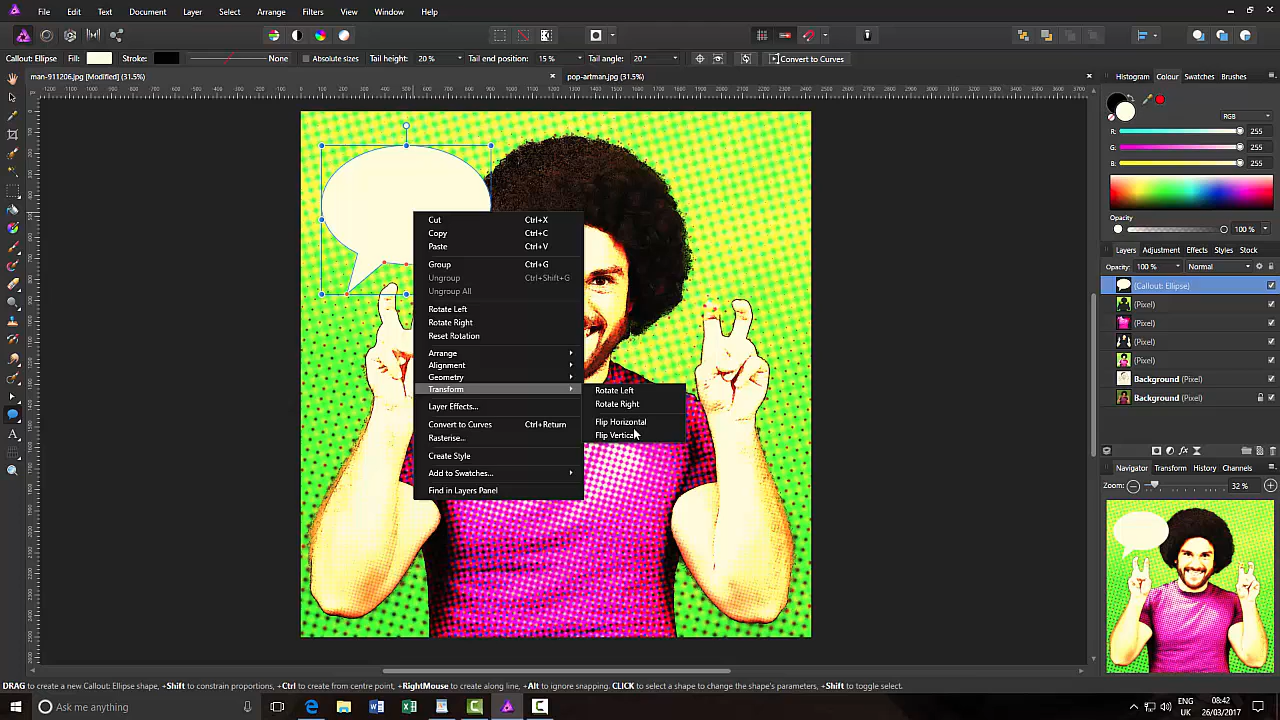 File Edit Text Document Layer Select Arrange Filters View Window Help
Callout: Ellipse Fill: Stroke: None Absolute sizes Tail height: 20 % Tail end position: 15 % Tail angle: 20 ° Convert to Curves
man-911206.jpg [Modified] (31.5%) pop-artman.jpg (31.5%)
Histogram Colour Swatches Brushes
RGB
R: 255
G: 255
B: 255
Opacity
100 %
Layers Adjustment Effects Styles Stock
Opacity: 100 % Normal
(Callout: Ellipse)
(Pixel)
(Pixel)
(Pixel)
(Pixel)
Background (Pixel)
Background (Pixel)
Navigator Transform History Channels
Zoom: 32 %
Cut Ctrl+X
Copy Ctrl+C
Paste Ctrl+V
Group Ctrl+G
Ungroup Ctrl+Shift+G
Ungroup All
Rotate Left
Rotate Right
Reset Rotation
Arrange
Alignment
Geometry
Transform
Layer Effects...
Convert to Curves Ctrl+Return
Rasterise...
Create Style
Add to Swatches...
Find in Layers Panel
Rotate Left
Rotate Right
Flip Horizontal
Flip Vertical
DRAG to create a new Callout: Ellipse shape, +Shift to constrain proportions, +Ctrl to create from centre point, +RightMouse to create along line, +Alt to ignore snapping. CLICK to select a shape to change the shape's parameters, +Shift to toggle select.
Ask me anything
ENG
UK
08:42
26/03/2017